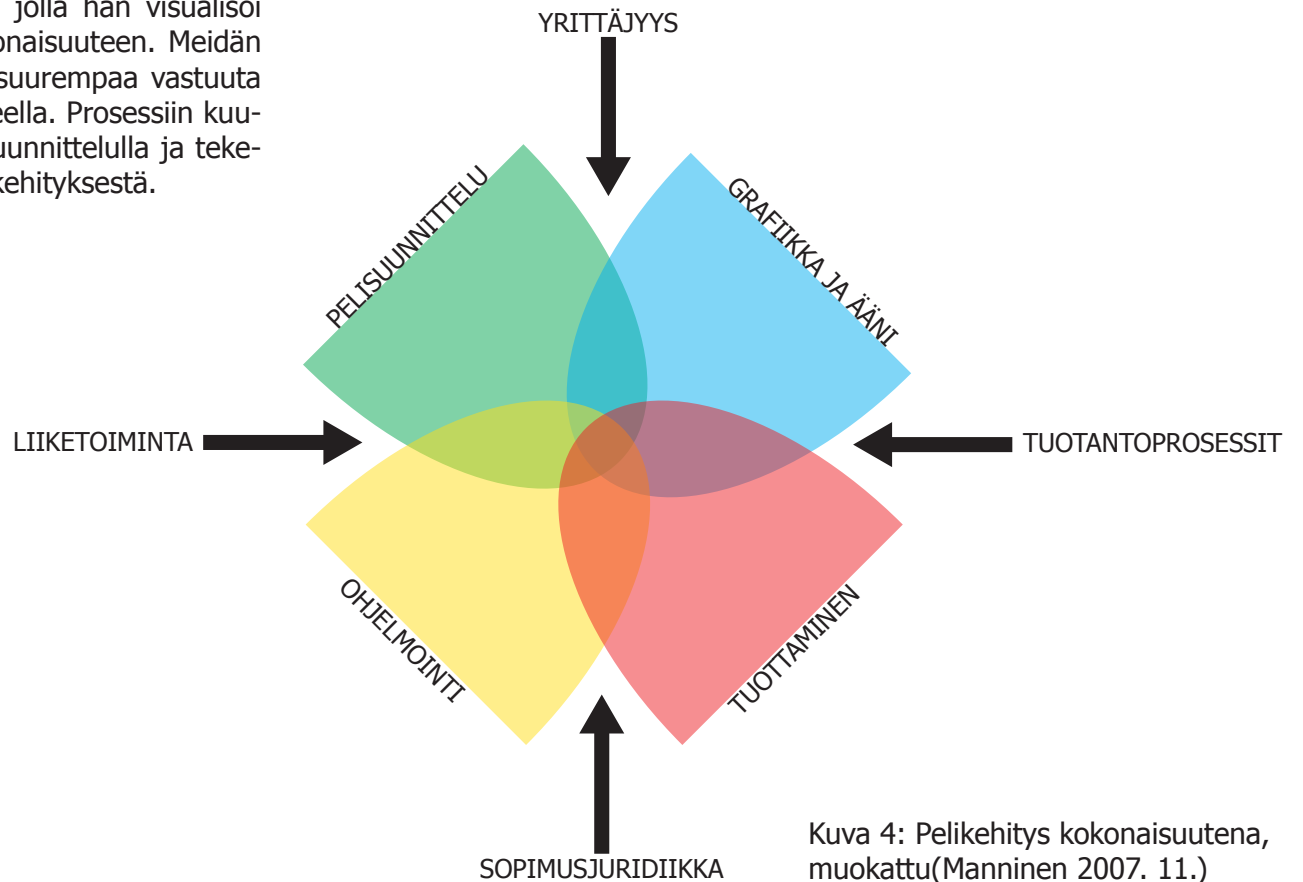 jolla hän visualisoi
onaisuuteen. Meidän
suurempaa vastuuta
eella. Prosessiin kuu-
uunnittelulla ja teke-
kehityksestä.
YRITTÄJYYS
PELISUUNNITTELU
GRAFIIKKA JA ÄÄNI
LIIKETOIMINTA
TUOTANTOPROSESSIT
OHJELMOINTI
TUOTTAMINEN
SOPIMUSJURIDIIKKA
Kuva 4: Pelikehitys kokonaisuutena,
muokattu(Manninen 2007. 11.)